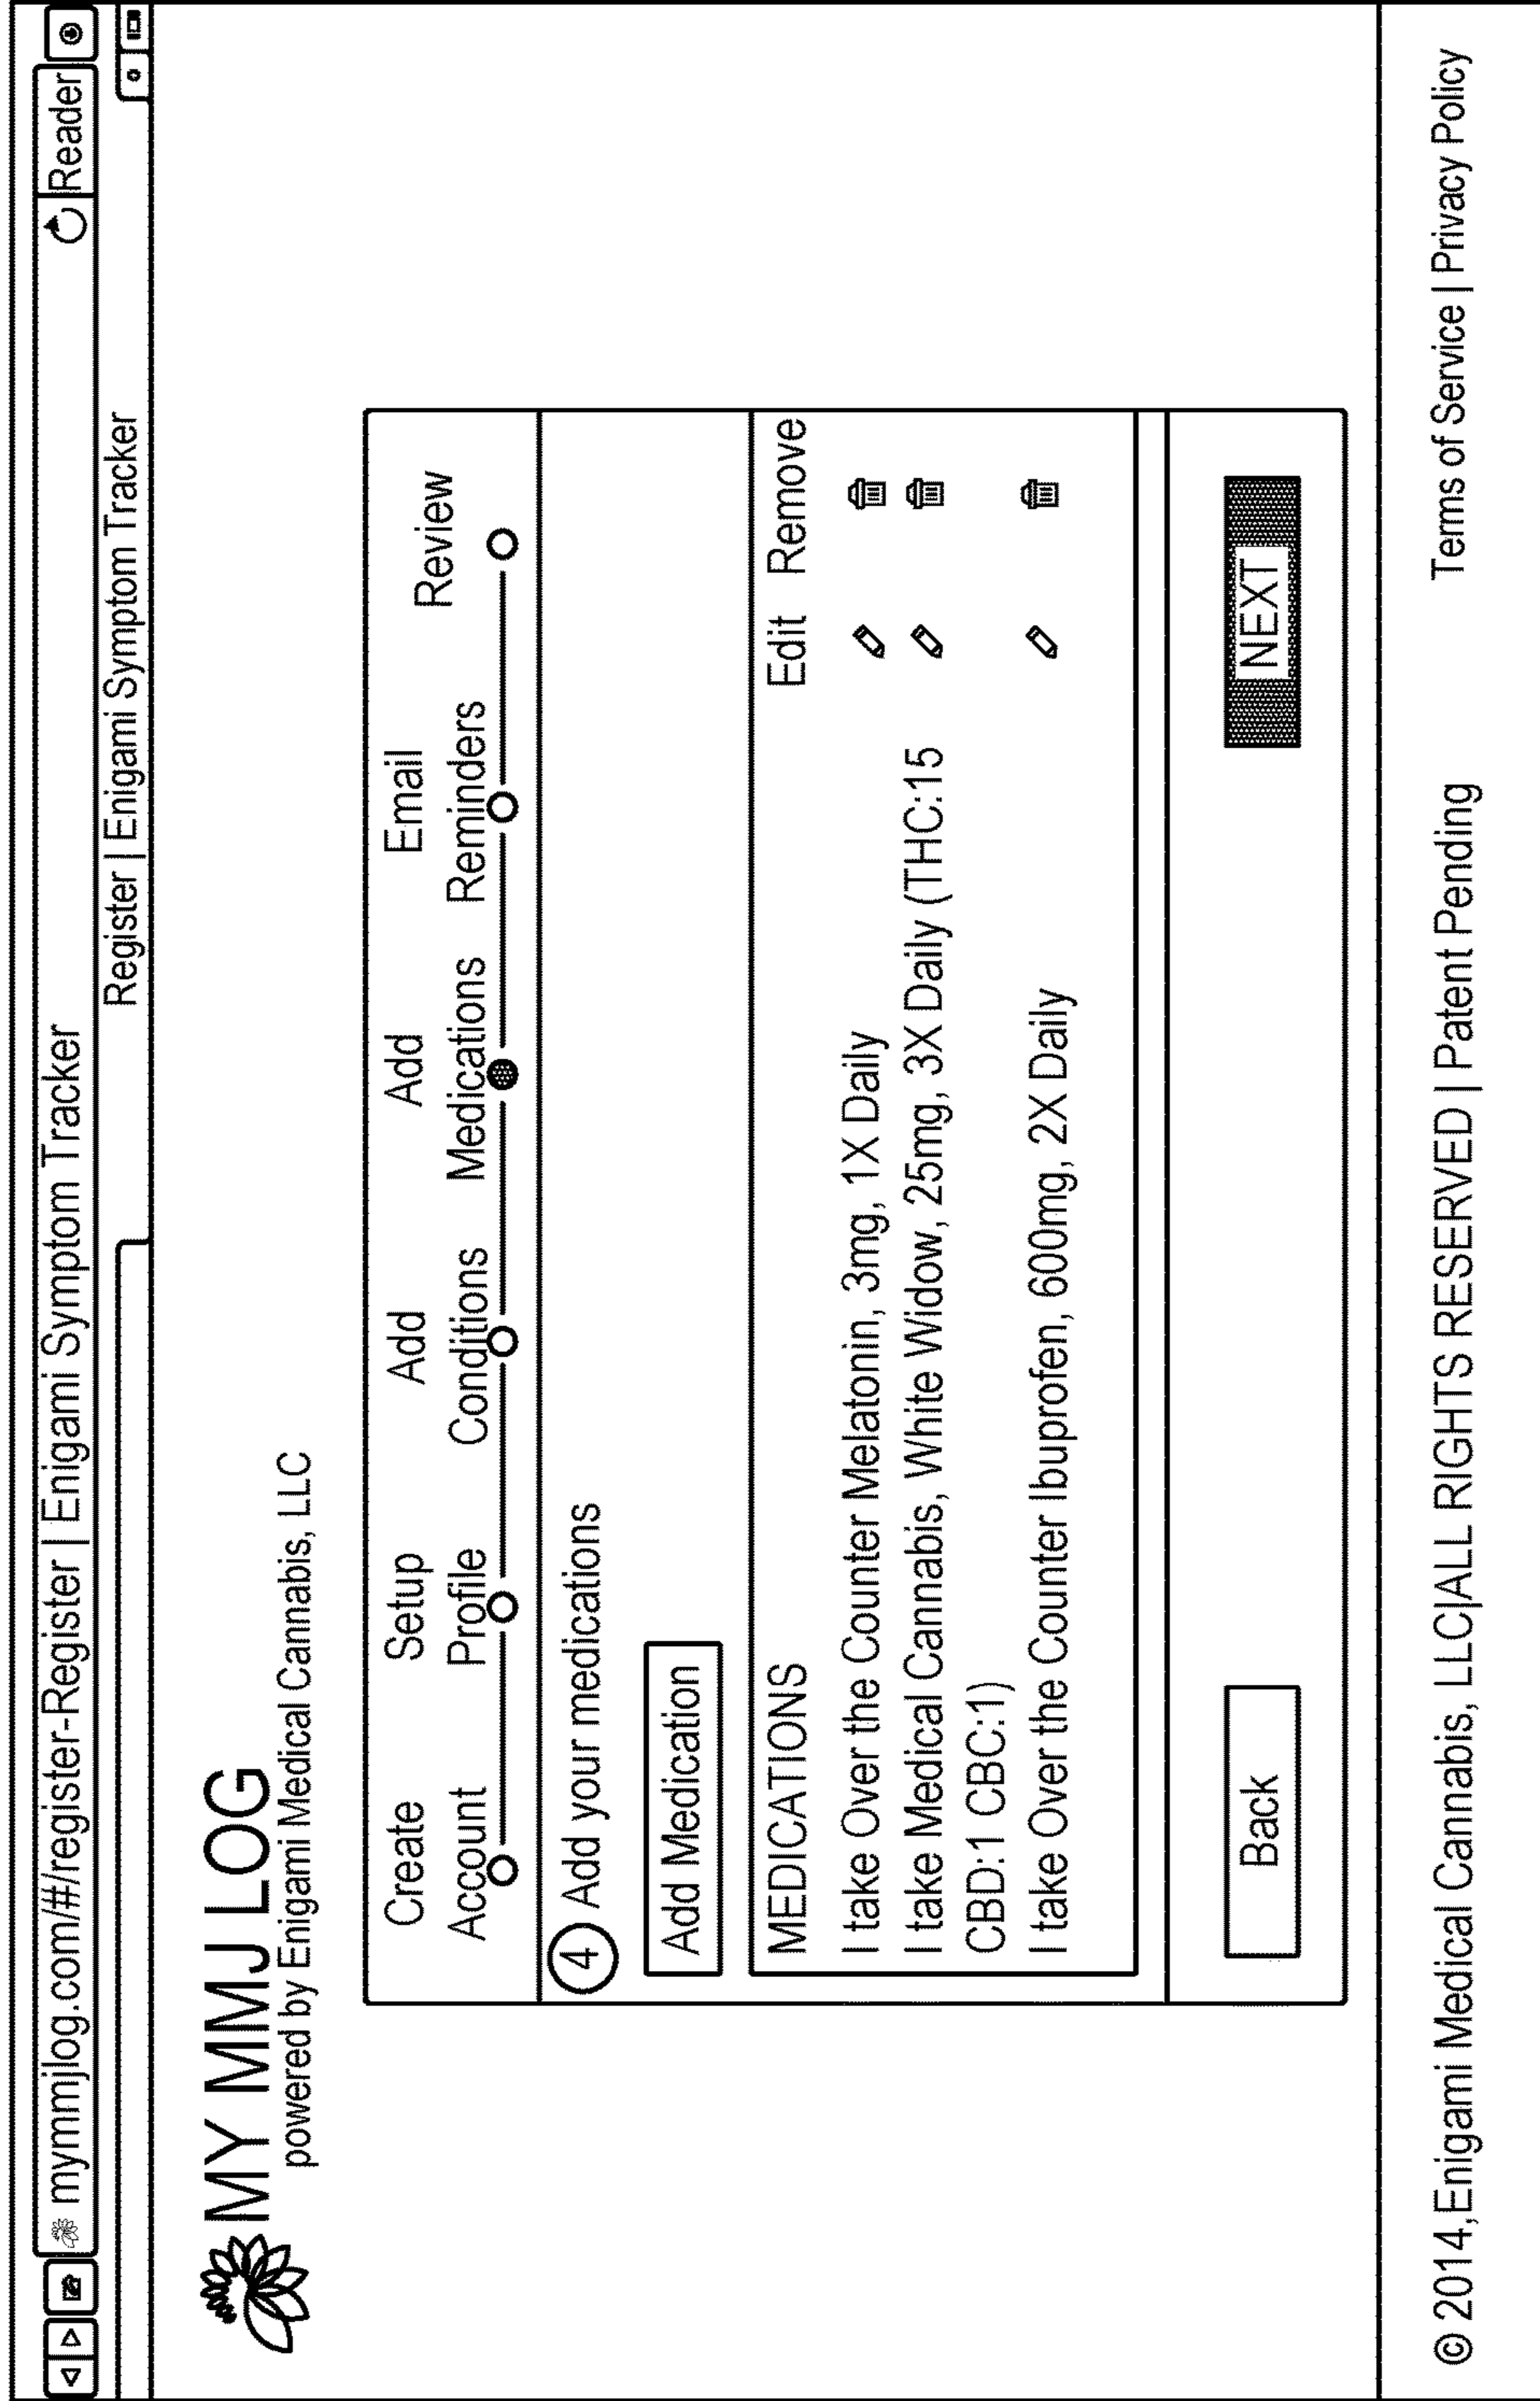 mymmjlog.com/#/register-Register | Enigami Symptom Tracker
Reader
Register | Enigami Symptom Tracker
MY MMJ LOG
powered by Enigami Medical Cannabis, LLC
Create Account
Setup Profile
Add Conditions
Add Medications
Email Reminders
Review
4 Add your medications
Add Medication
MEDICATIONS Edit Remove
I take Over the Counter Melatonin, 3mg, 1X Daily
I take Medical Cannabis, White Widow, 25mg, 3X Daily (THC:15
CBD:1 CBC:1)
I take Over the Counter Ibuprofen, 600mg, 2X Daily
Back
NEXT
© 2014,Enigami Medical Cannabis, LLC|ALL RIGHTS RESERVED | Patent Pending
Terms of Service | Privacy Policy